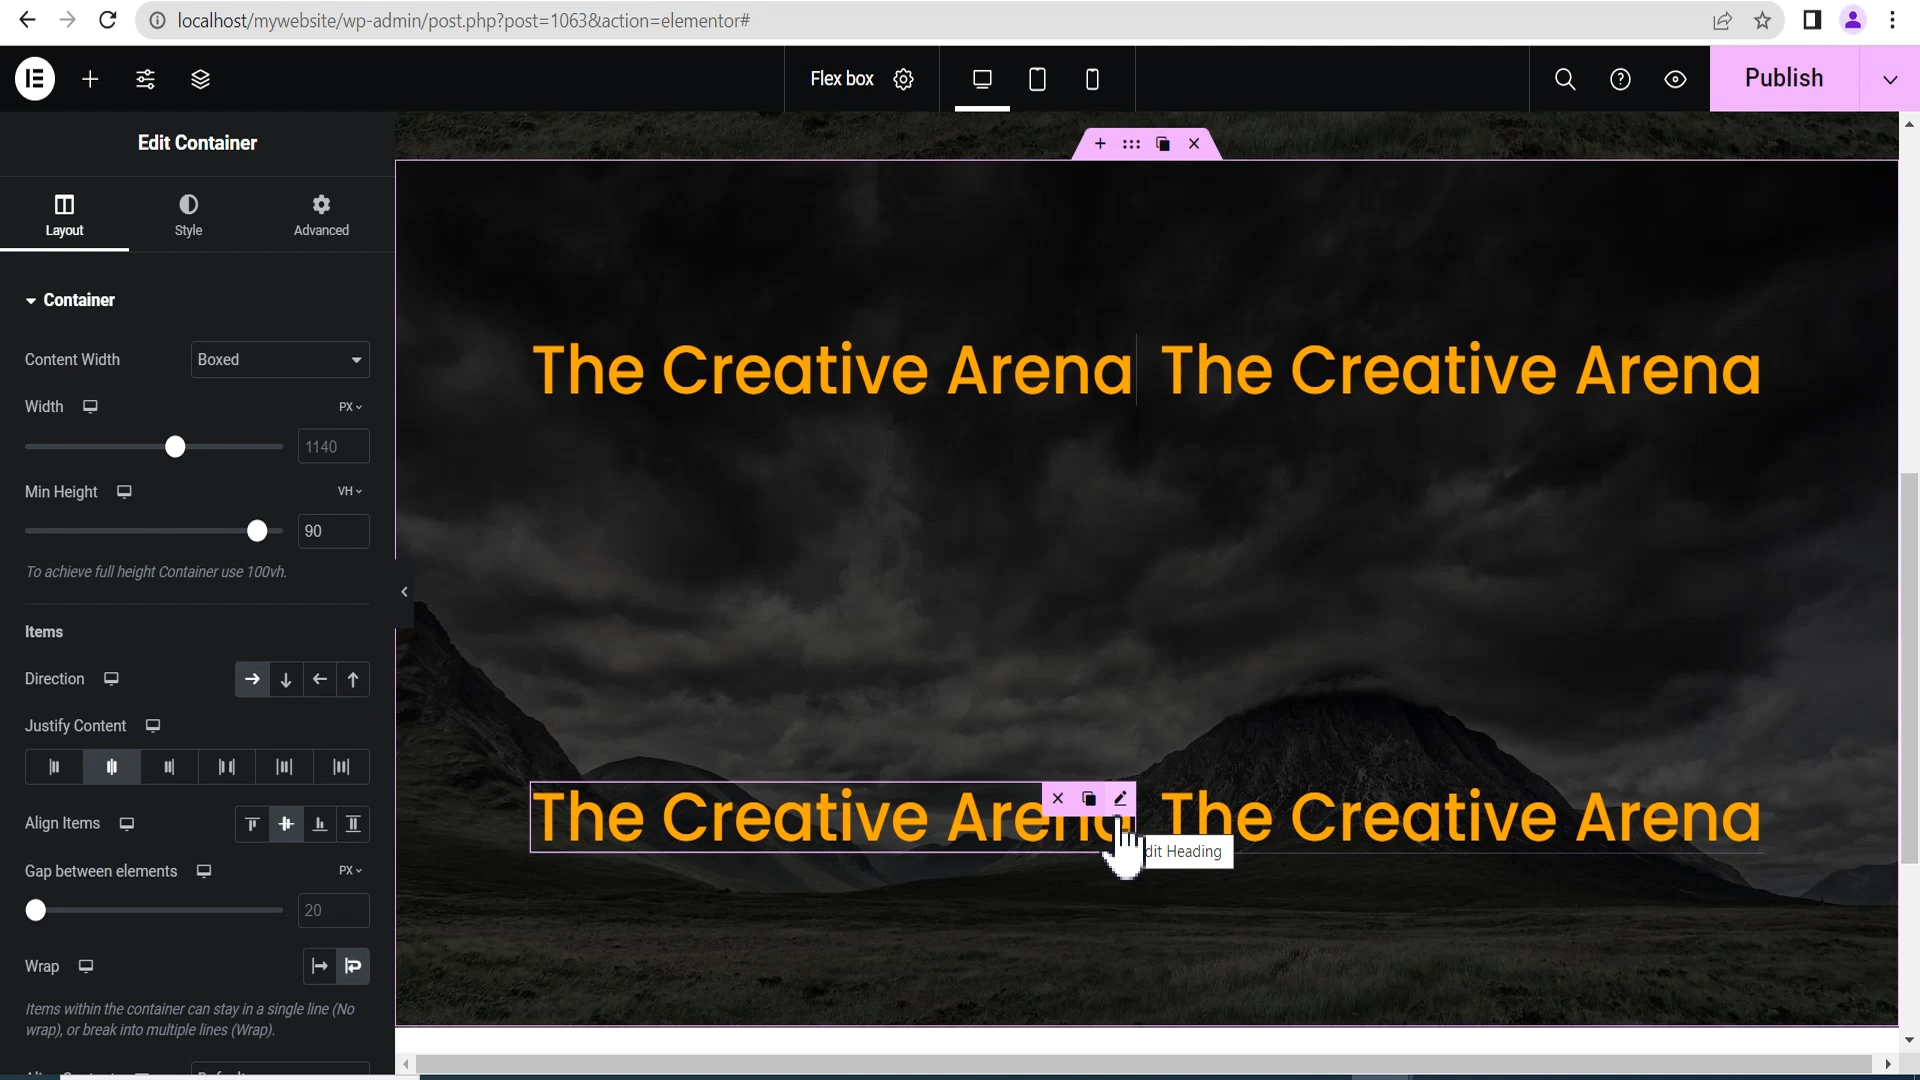 localhost/mywebsite/wp-admin/post.php?post=1063&action=elementor#
Flex box
Publish
Edit Container
Layout
Style
Advanced
Container
Content Width
Boxed
Width
PX
1140
Min Height
VH
90
To achieve full height Container use 100vh.
Items
Direction
Justify Content
Align Items
Gap between elements
PX
20
Wrap
Items within the container can stay in a single line (No
wrap), or break into multiple lines (Wrap).
The Creative Arena
The Creative Arena
The Creative Arena
The Creative Arena
dit Heading